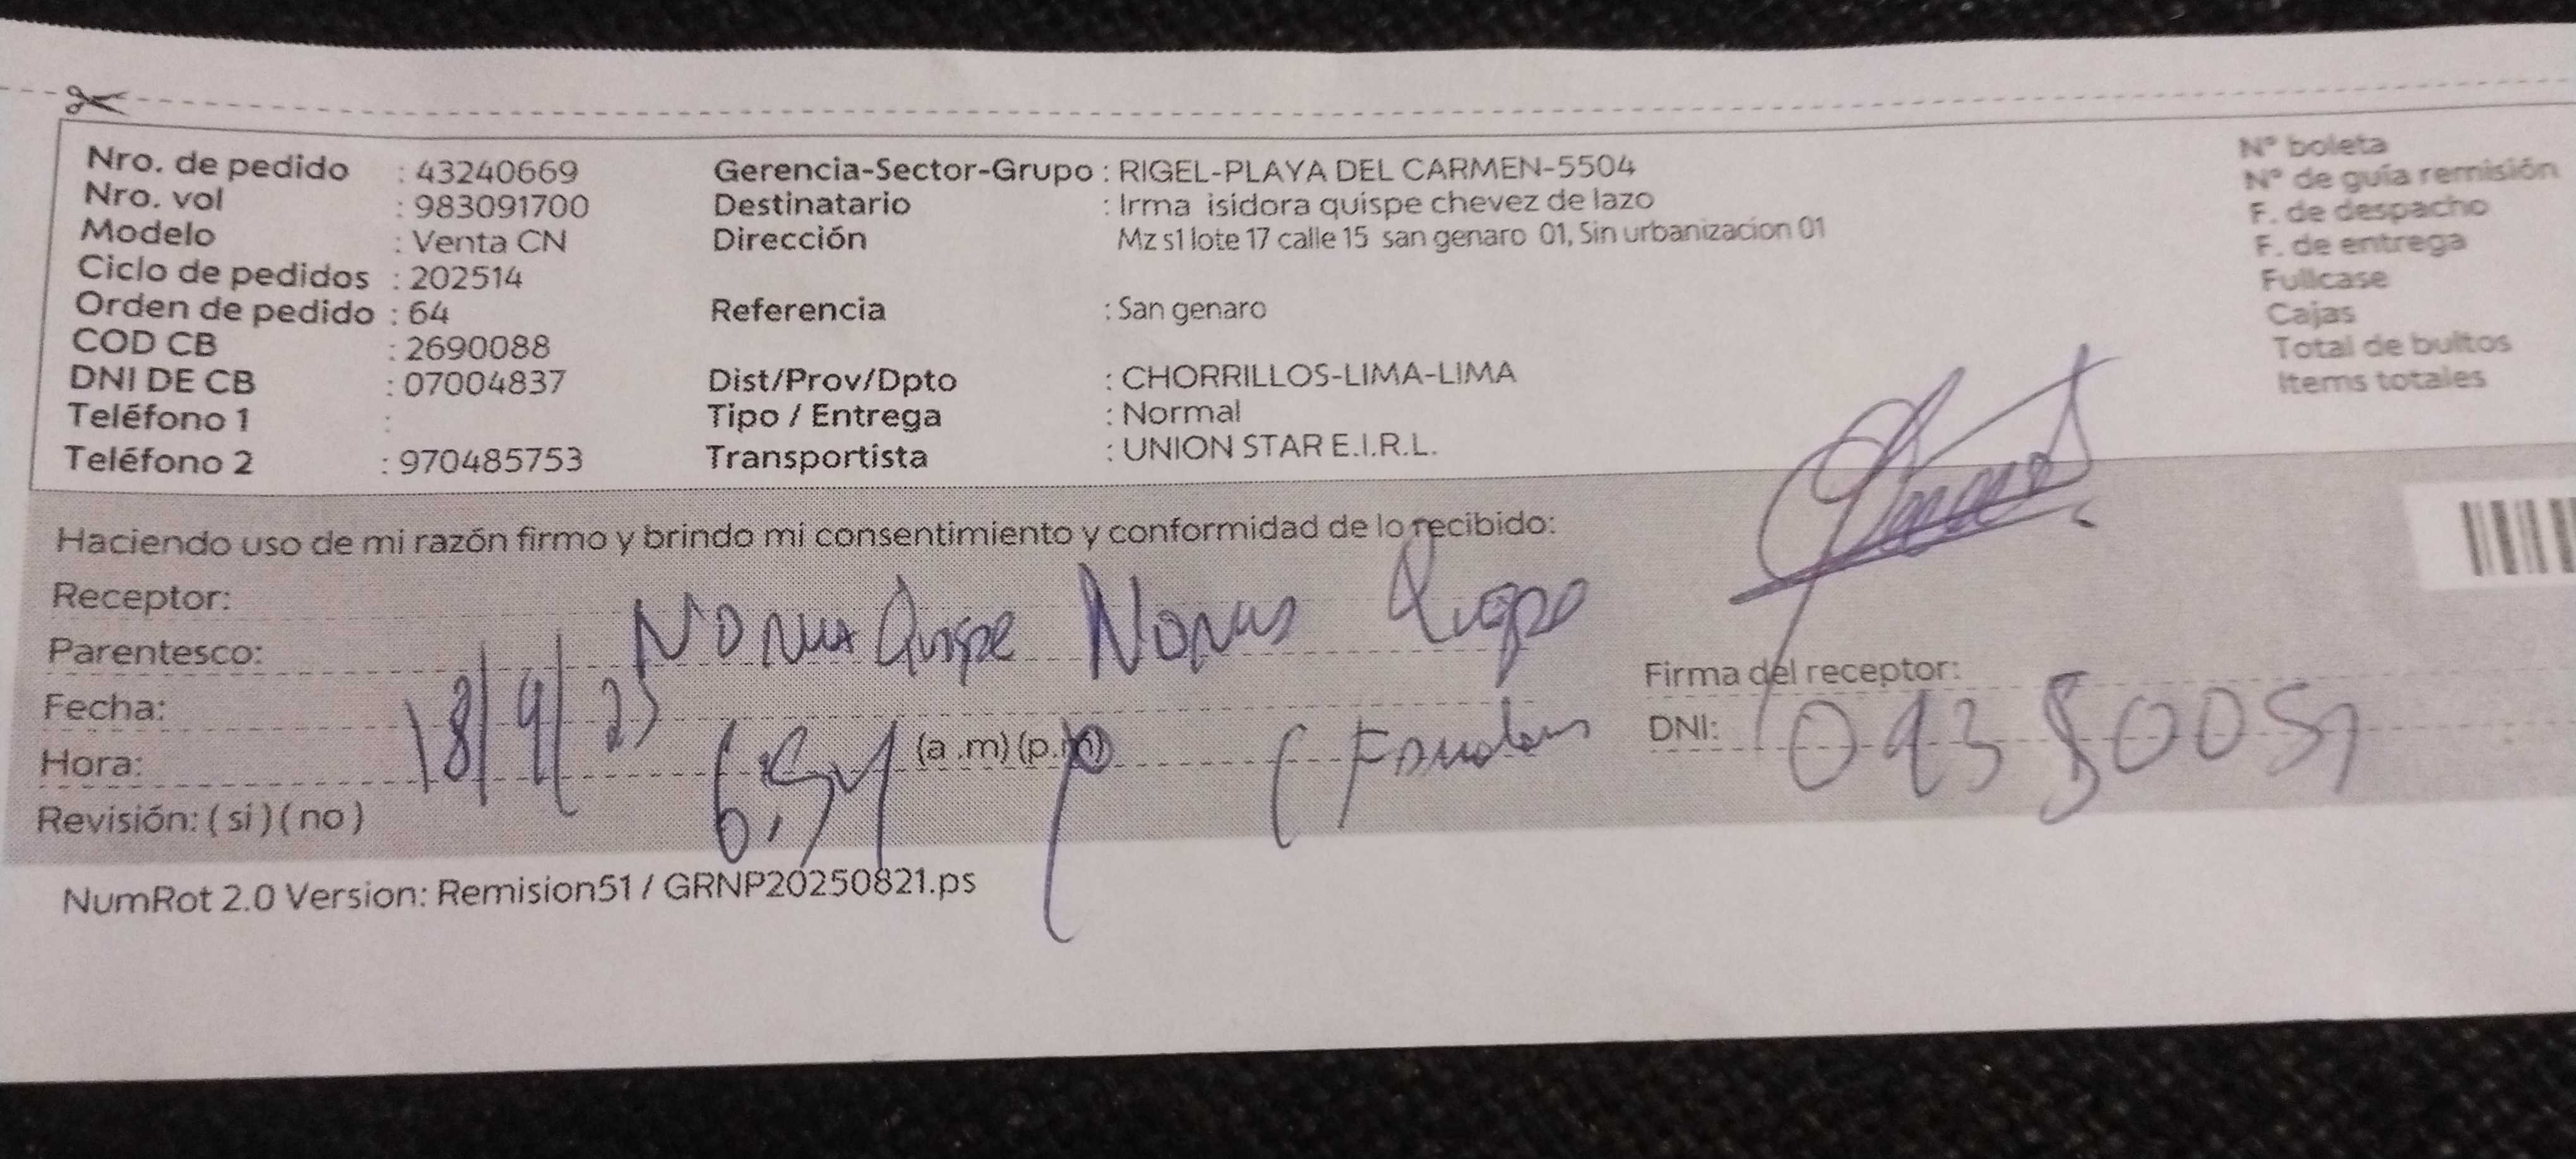 Nro. de pedido : 43240669 Gerencia-Sector-Grupo : RIGEL-PLAYA DEL CARMEN-5504 N° boleta
Nro. vol : 983091700 Destinatario : Irma isidora quispe chevez de lazo N° de guía remisión
Modelo : Venta CN Dirección Mz s1 lote 17 calle 15 san genaro 01, Sin urbanizacion 01 F. de despacho
F. de entrega
Ciclo de pedidos : 202514 Fullcase
Orden de pedido : 64 Referencia : San genaro Cajas
COD CB : 2690088 Total de bultos
DNI DE CB : 07004837 Dist/Prov/Dpto : CHORRILLOS-LIMA-LIMA Items totales
Teléfono 1 : Tipo / Entrega : Normal
Teléfono 2 : 970485753 Transportista : UNION STAR E.I.R.L.
Haciendo uso de mi razón firmo y brindo mi consentimiento y conformidad de lo recibido:
Receptor:
Parentesco: Quispe
Firma del receptor:
Fecha: 18/9/25
DNI:
Hora: (a .m) (p.m)
Revisión: ( si ) ( no )
NumRot 2.0 Version: Remision51 / GRNP20250821.ps